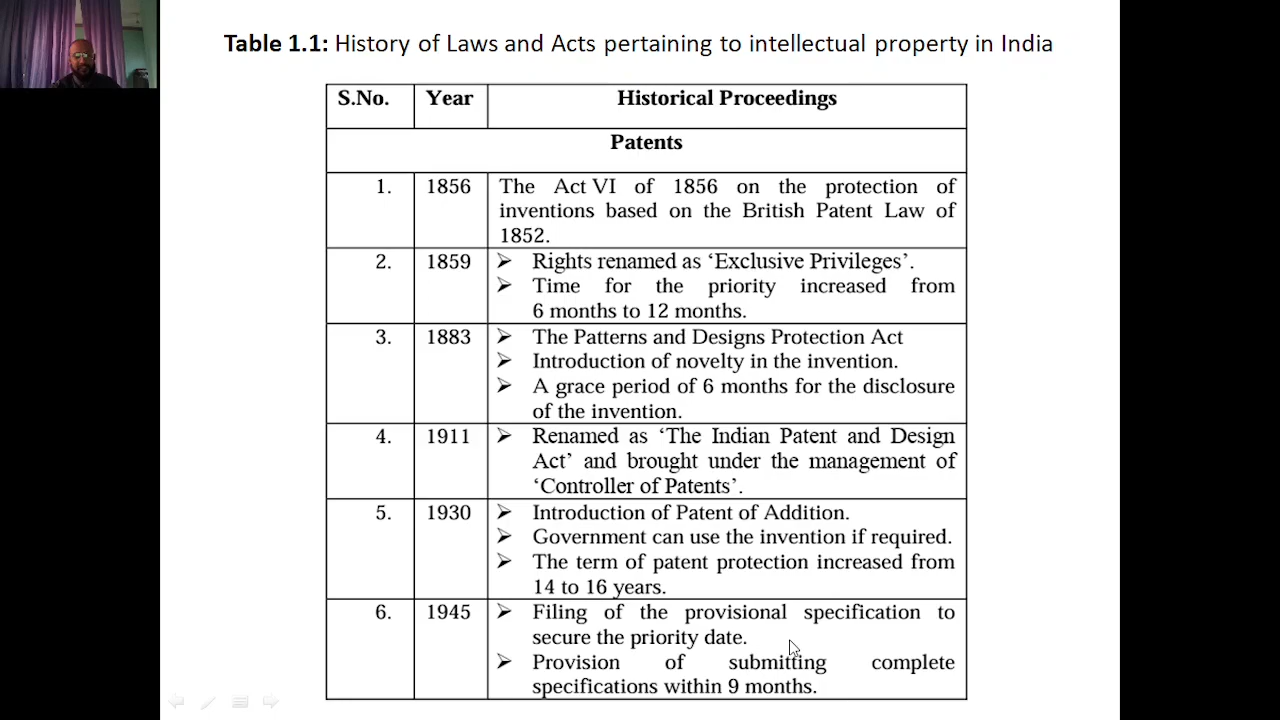 Table 1.1: History of Laws and Acts pertaining to intellectual property in India
S.No. Year Historical Proceedings
Patents
1. 1856 The Act VI of 1856 on the protection of
inventions based on the British Patent Law of
1852.
2. 1859 ➢ Rights renamed as ‘Exclusive Privileges’.
➢ Time for the priority increased from
6 months to 12 months.
3. 1883 ➢ The Patterns and Designs Protection Act
➢ Introduction of novelty in the invention.
➢ A grace period of 6 months for the disclosure
of the invention.
4. 1911 ➢ Renamed as ‘The Indian Patent and Design
Act’ and brought under the management of
‘Controller of Patents’.
5. 1930 ➢ Introduction of Patent of Addition.
➢ Government can use the invention if required.
➢ The term of patent protection increased from
14 to 16 years.
6. 1945 ➢ Filing of the provisional specification to
secure the priority date.
➢ Provision of submitting complete
specifications within 9 months.